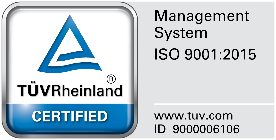 ®
TÜVRheinland
CERTIFIED
Management
System
ISO 9001:2015
www.tuv.com
ID 9000006106